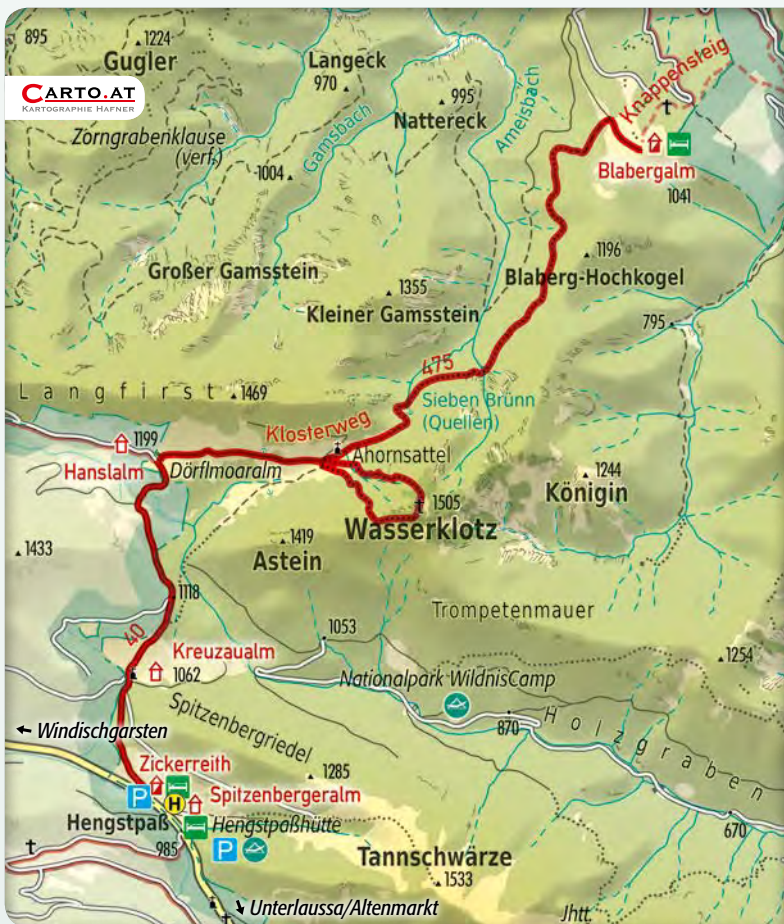 895
1224
Gugler
Langeck
970
Knappensteig
CARTO.AT
KARTOGRAPHIE HAFNER
995
Nattereck
Ameisbach
Gamsbach
Zorngrabenklause
(verf.)
1004
Blabergalm
1041
Großer Gamsstein
1196
Blaberg-Hochkogel
1355
Kleiner Gamsstein
795
475
Langfirst
1469
Sieben Brünn
(Quellen)
Klosterweg
1199
Ahornsattel
Hanslalm
Dörflmoaralm
1244
Königin
1505
Wasserklotz
1433
1419
Astein
1118
Trompetenmauer
40
1053
Kreuzaualm
1062
1254
Nationalpark WildnisCamp
Spitzenbergriedel
870
Holzgraben
← Windischgarsten
Zickerreith
1285
P
H
Spitzenbergeralm
670
Hengstpaß
Hengstpaßhütte
985
P
Tannschwärze
1533
Unterlaussa/Altenmarkt
Jhtt.